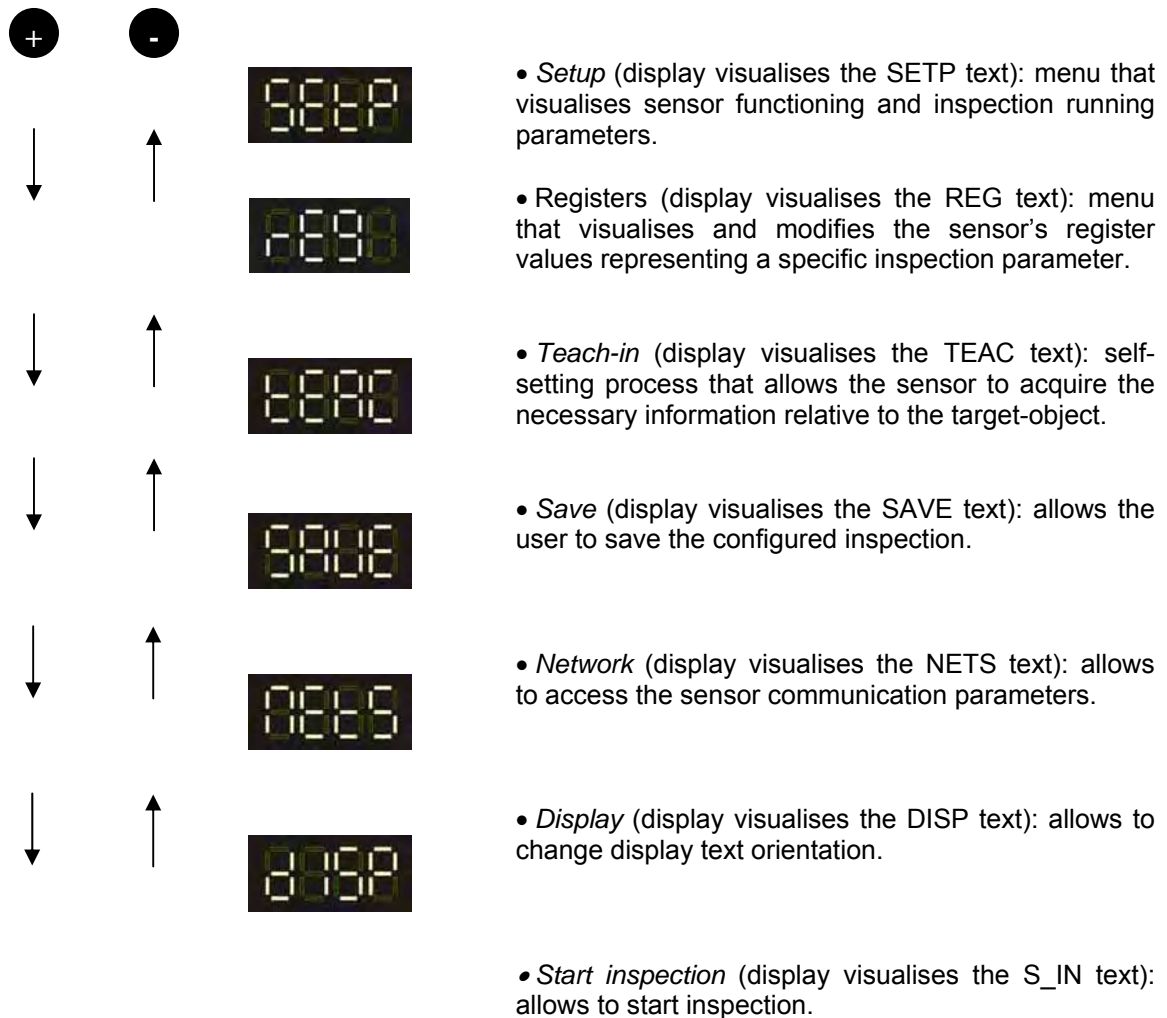 + -
SEtP
• Setup (display visualises the SETP text): menu that
visualises sensor functioning and inspection running
parameters.
rEg
• Registers (display visualises the REG text): menu
that visualises and modifies the sensor's register
values representing a specific inspection parameter.
tEAC
• Teach-in (display visualises the TEAC text): self-
setting process that allows the sensor to acquire the
necessary information relative to the target-object.
SAUE
• Save (display visualises the SAVE text): allows the
user to save the configured inspection.
nEtS
• Network (display visualises the NETS text): allows
to access the sensor communication parameters.
diSP
• Display (display visualises the DISP text): allows to
change display text orientation.
• Start inspection (display visualises the S_IN text):
allows to start inspection.